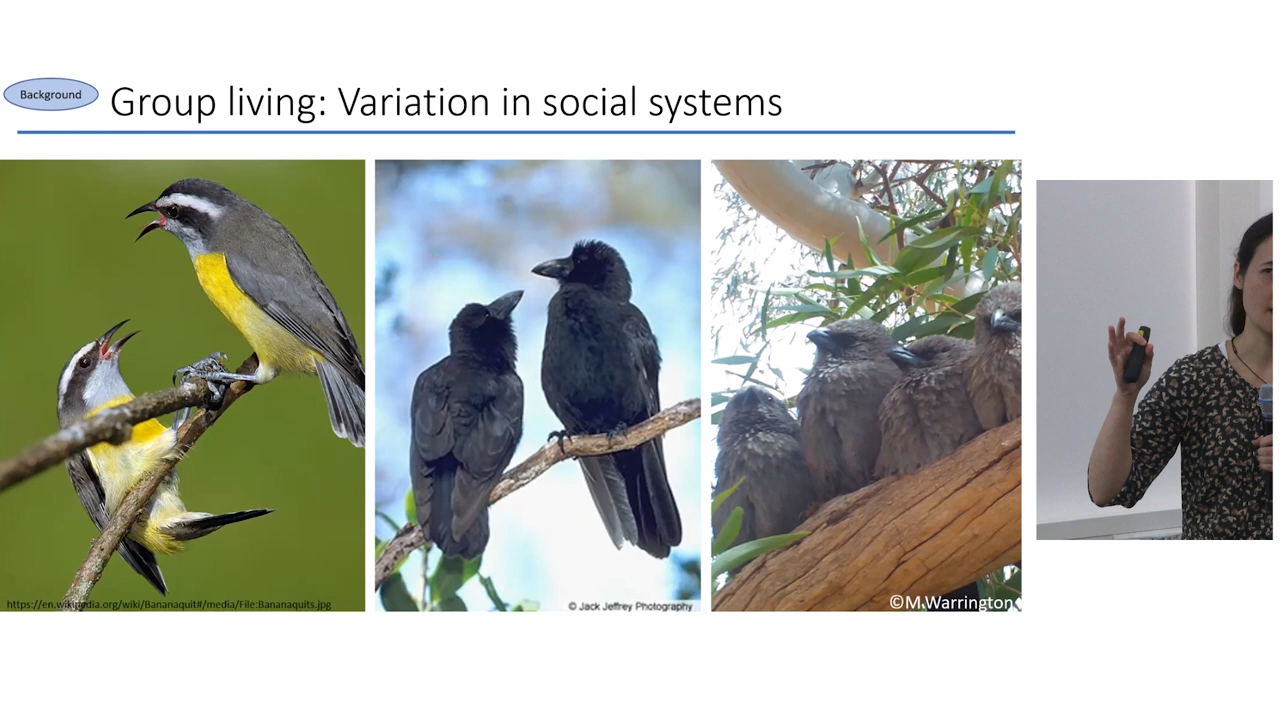 Background
Group living: Variation in social systems
https://en.wikipedia.org/wiki/Bananaquit#/media/File:Bananaquits.jpg
© Jack Jeffrey Photography
©M.Warrington